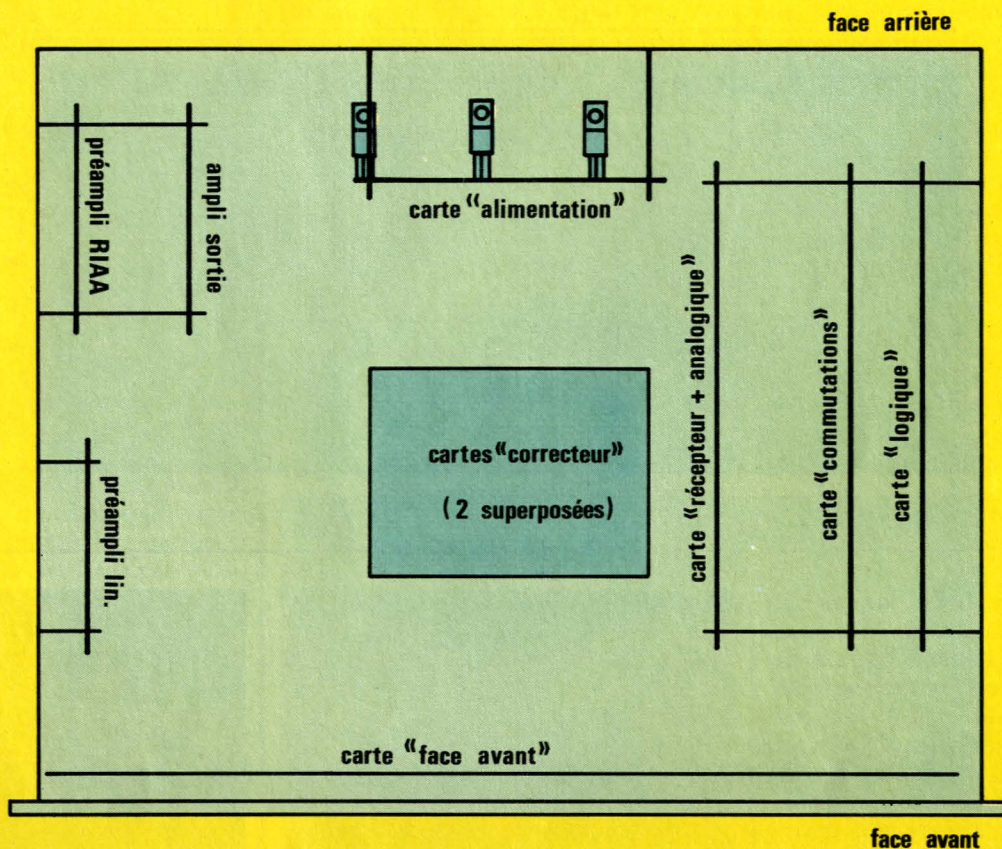 face arrière
préampli RIAA
ampli sortie
carte «alimentation»
carte «récepteur + analogique»
carte «commutations»
carte «logique»
cartes «correcteur»
(2 superposées)
préampli lin.
carte «face avant»
face avant